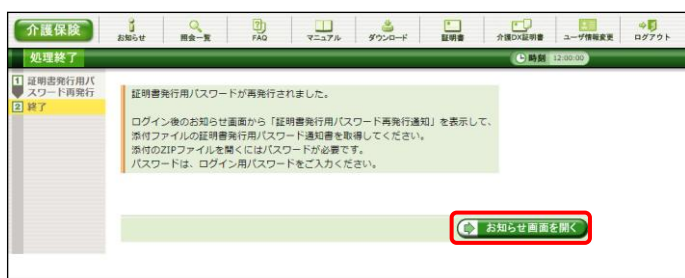 介護保険
お知らせ
照会一覧
FAQ
マニュアル
ダウンロード
証明書
介護DX証明書
ユーザ情報変更
ログアウト
処理終了
時刻 12:00:00
1 証明書発行用パ
スワード再発行
2 終了
証明書発行用パスワードが再発行されました。
ログイン後のお知らせ画面から「証明書発行用パスワード再発行通知」を表示して、
添付ファイルの証明書発行用パスワード通知書を取得してください。
添付のZIPファイルを開くにはパスワードが必要です。
パスワードは、ログイン用パスワードをご入力ください。
お知らせ画面を開く